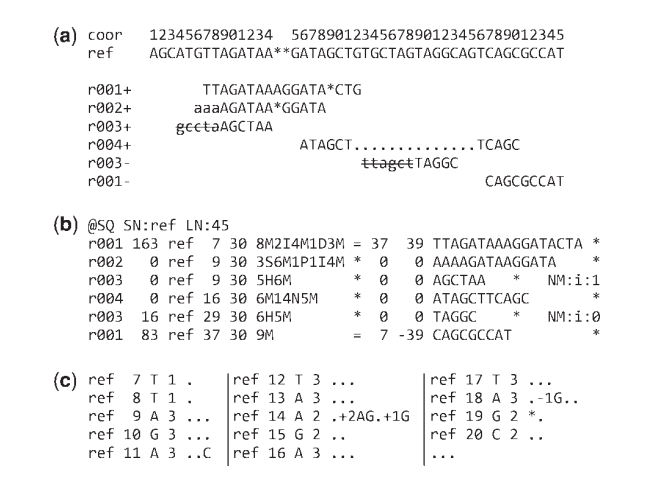 (a) coor 12345678901234  5678901234567890123456789012345
ref AGCATGTTAGATAA**GATAGCTGTGCTAGTAGGCAGTCAGCGCCAT
r001+ TTAGATAAAGGATA*CTG
r002+ aaaAGATAA*GGATA
r003+ gcctaAGCTAA
r004+ ATAGCT..............TCAGC
r003- ttagctTAGGC
r001- CAGCGCCAT
(b) @SQ SN:ref LN:45
r001 163 ref 7 30 8M2I4M1D3M = 37 39 TTAGATAAAGGATACTA *
r002 0 ref 9 30 3S6M1P1I4M * 0 0 AAAAGATAAGGATA *
r003 0 ref 9 30 5H6M * 0 0 AGCTAA * NM:i:1
r004 0 ref 16 30 6M14N5M * 0 0 ATAGCTTCAGC *
r003 16 ref 29 30 6H5M * 0 0 TAGGC * NM:i:0
r001 83 ref 37 30 9M = 7 -39 CAGCGCCAT *
(c) ref 7 T 1 . |ref 12 T 3 ... |ref 17 T 3 ...
ref 8 T 1 . |ref 13 A 3 ... |ref 18 A 3 .-1G..
ref 9 A 3 ... |ref 14 A 2 .+2AG.+1G |ref 19 G 2 *.
ref 10 G 3 ... |ref 15 G 2 .. |ref 20 C 2 ..
ref 11 A 3 ..C |ref 16 A 3 ... |...